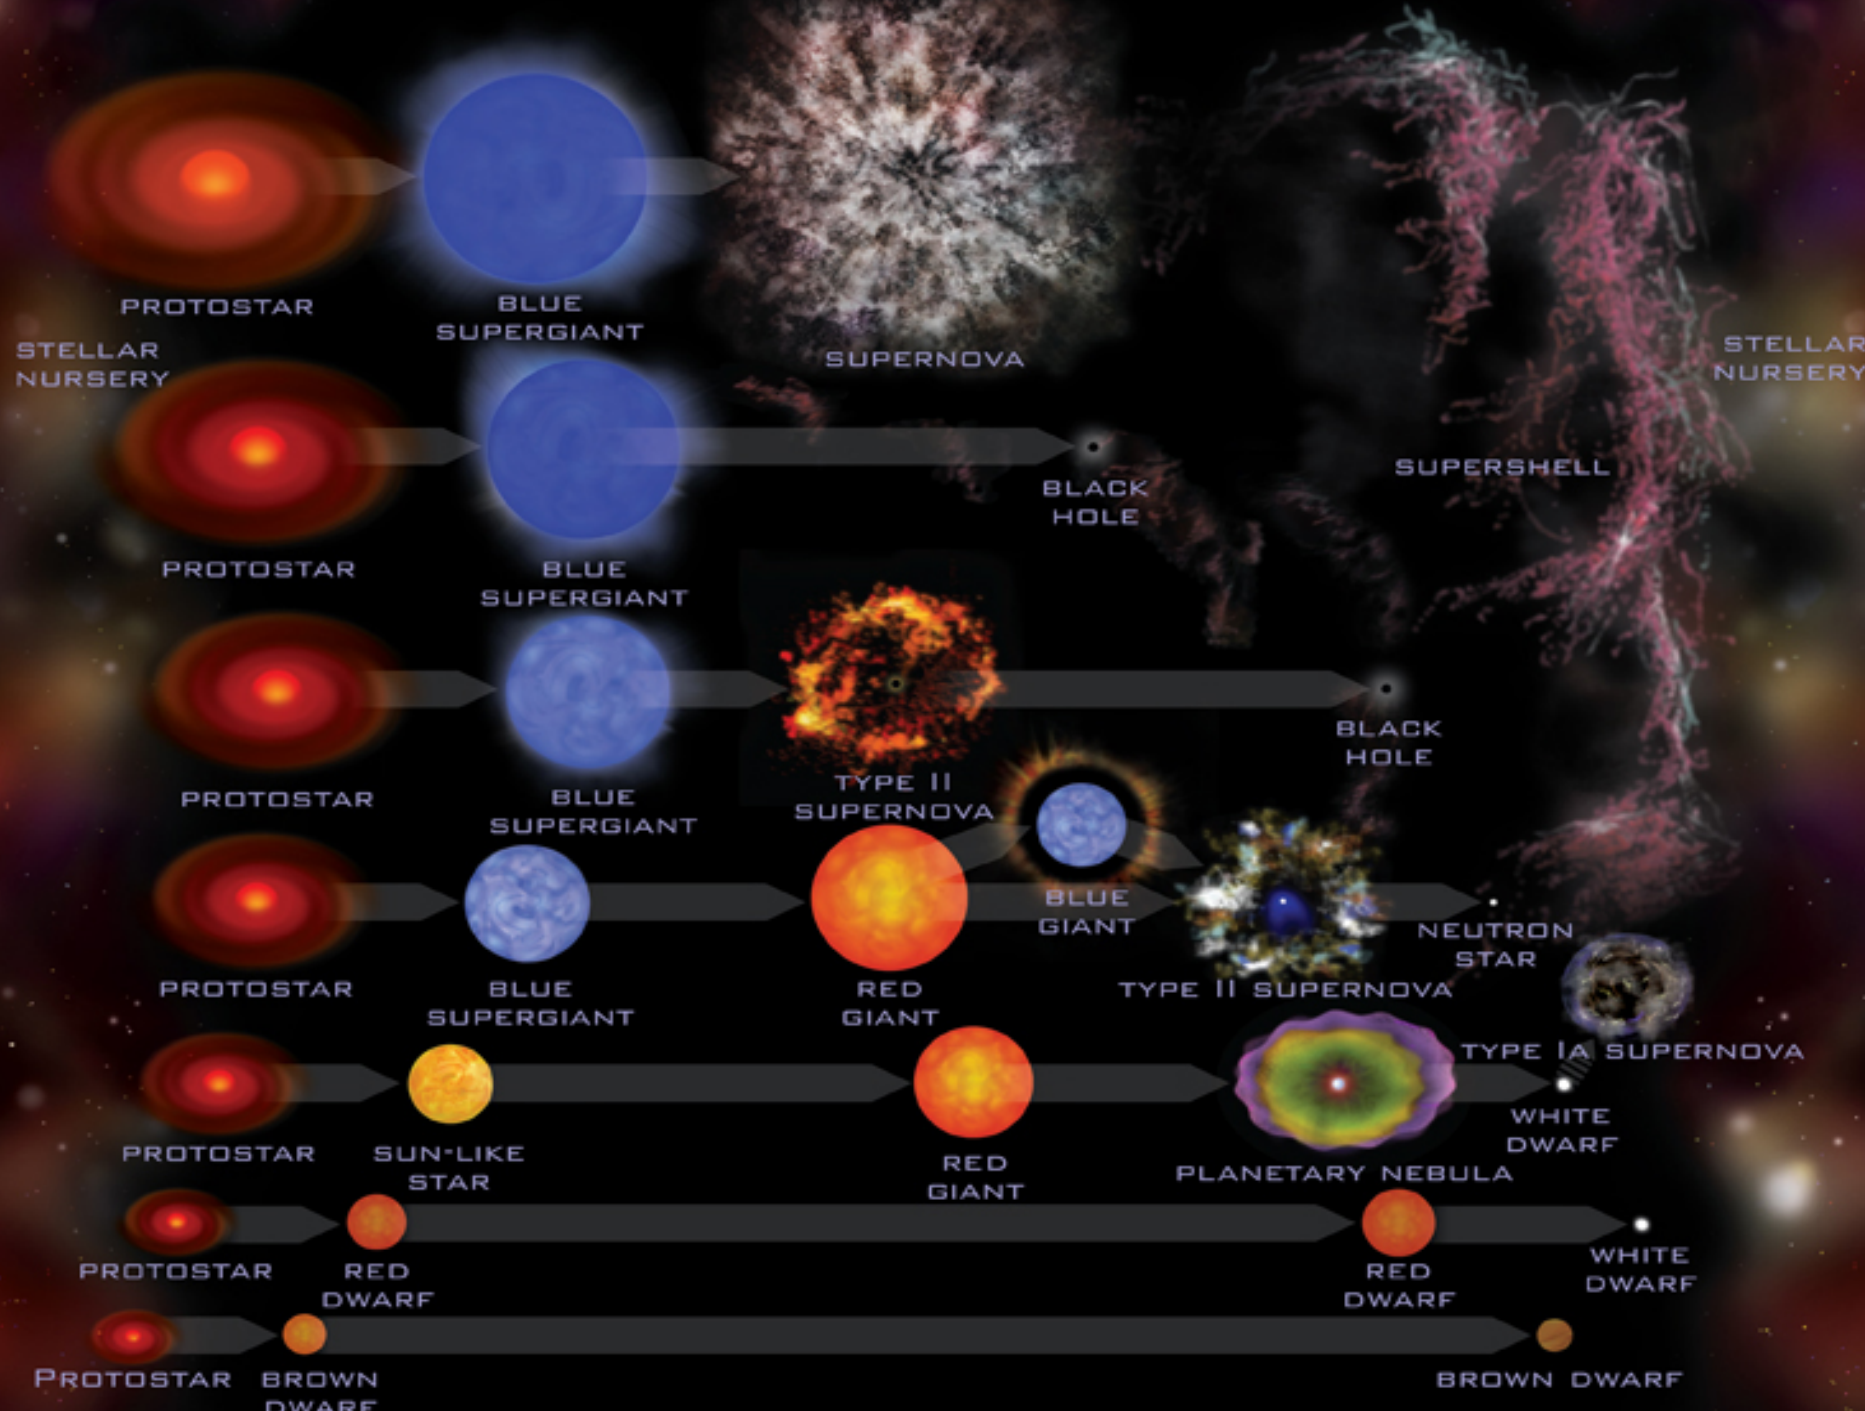 PROTOSTAR
BLUE
SUPERGIANT
SUPERNOVA
STELLAR
NURSERY
STELLAR
NURSERY
PROTOSTAR
BLUE
SUPERGIANT
BLACK
HOLE
SUPERSHELL
PROTOSTAR
BLUE
SUPERGIANT
TYPE II
SUPERNOVA
BLACK
HOLE
PROTOSTAR
BLUE
SUPERGIANT
RED
GIANT
BLUE
GIANT
TYPE II SUPERNOVA
NEUTRON
STAR
TYPE IA SUPERNOVA
PROTOSTAR
SUN-LIKE
STAR
RED
GIANT
PLANETARY NEBULA
WHITE
DWARF
PROTOSTAR
RED
DWARF
RED
DWARF
WHITE
DWARF
PROTOSTAR
BROWN
DWARF
BROWN DWARF